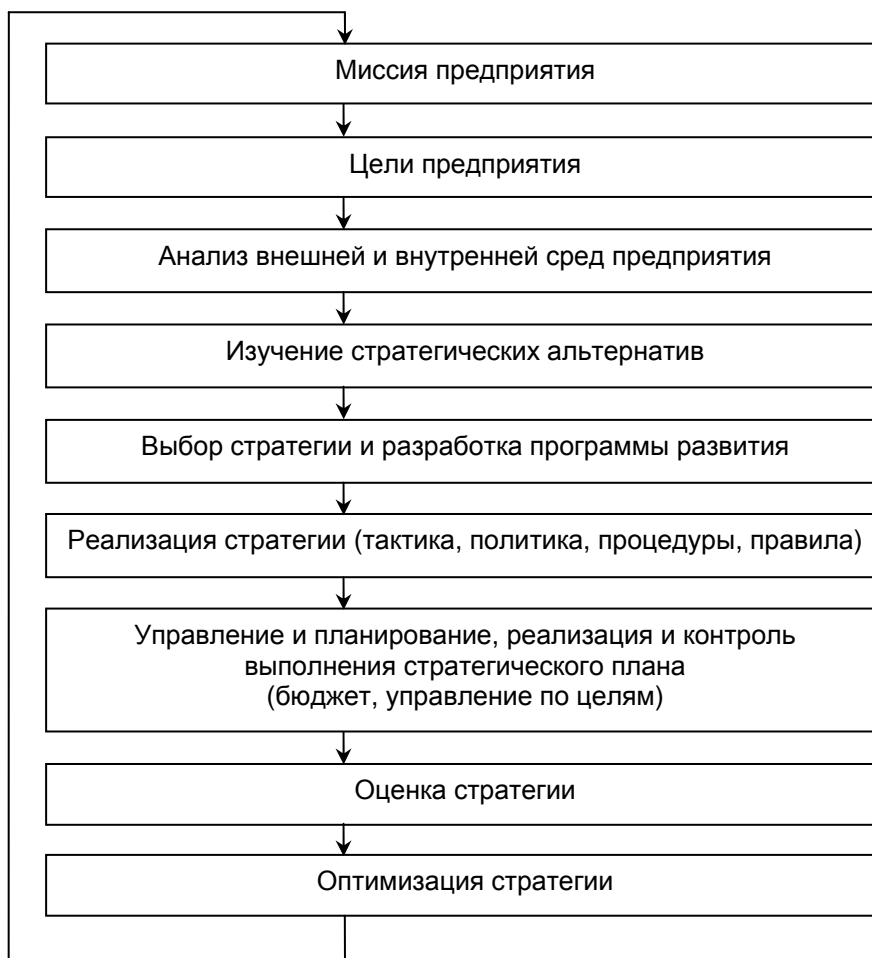 Миссия предприятия
Цели предприятия
Анализ внешней и внутренней сред предприятия
Изучение стратегических альтернатив
Выбор стратегии и разработка программы развития
Реализация стратегии (тактика, политика, процедуры, правила)
Управление и планирование, реализация и контроль
выполнения стратегического плана
(бюджет, управление по целям)
Оценка стратегии
Оптимизация стратегии